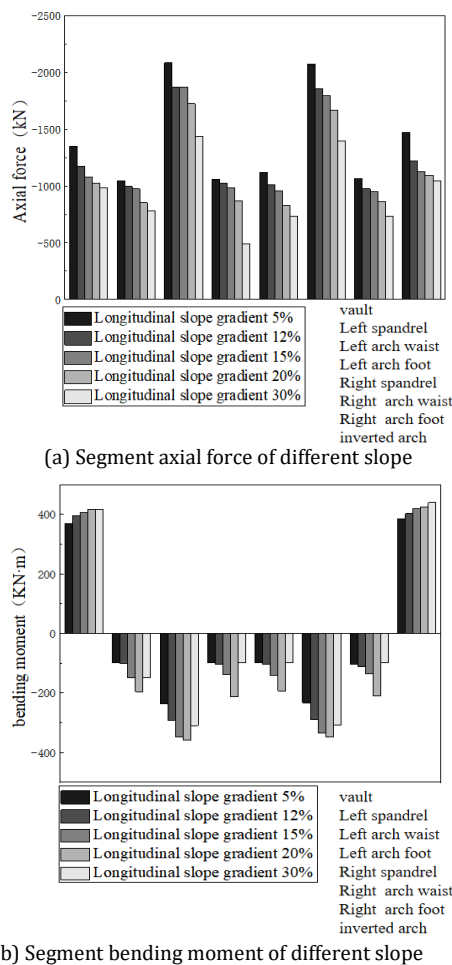 -2500
-2000
-1500
-1000
-500
0
Axial force（kN）
Longitudinal slope gradient 5%
Longitudinal slope gradient 12%
Longitudinal slope gradient 15%
Longitudinal slope gradient 20%
Longitudinal slope gradient 30%
vault
Left spandrel
Left arch waist
Left arch foot
Right spandrel
Right arch waist
Right arch foot
inverted arch
(a) Segment axial force of different slope
400
200
0
-200
-400
bending moment（KN·m）
Longitudinal slope gradient 5%
Longitudinal slope gradient 12%
Longitudinal slope gradient 15%
Longitudinal slope gradient 20%
Longitudinal slope gradient 30%
vault
Left spandrel
Left arch waist
Left arch foot
Right spandrel
Right arch waist
Right arch foot
inverted arch
b) Segment bending moment of different slope